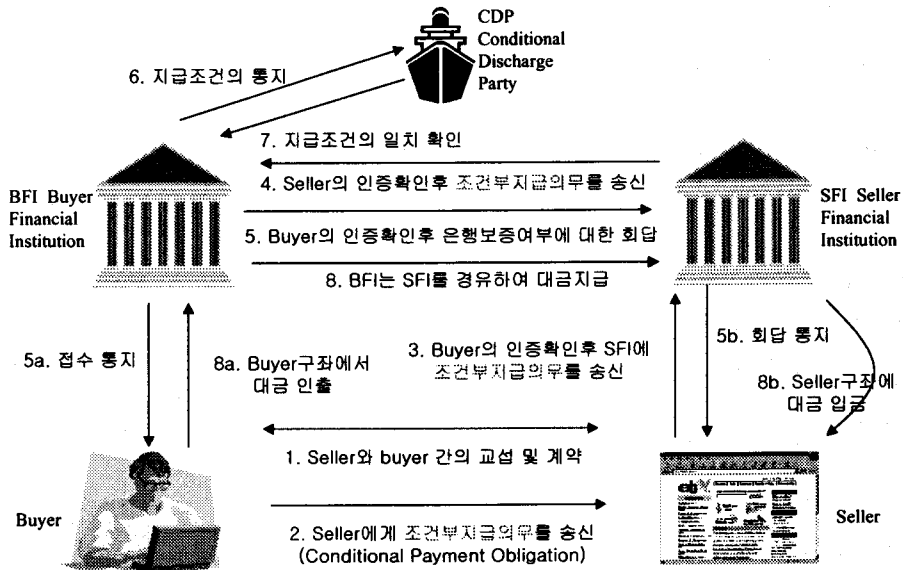 CDP
Conditional
Discharge
Party
6. 지급조건의 통지
7. 지급조건의 일치 확인
BFI Buyer
Financial
Institution
4. Seller의 인증확인후 조건부지급의무를 송신
SFI Seller
Financial
Institution
5. Buyer의 인증확인후 은행보증여부에 대한 회답
8. BFI는 SFI를 경유하여 대금지급
5a. 접수 통지
8a. Buyer구좌에서
대금 인출
3. Buyer의 인증확인후 SFI에
조건부지급의무를 송신
5b. 회답 통지
8b. Seller구좌에
대금 입금
1. Seller와 buyer 간의 교섭 및 계약
Buyer
2. Seller에게 조건부지급의무를 송신
(Conditional Payment Obligation)
Seller